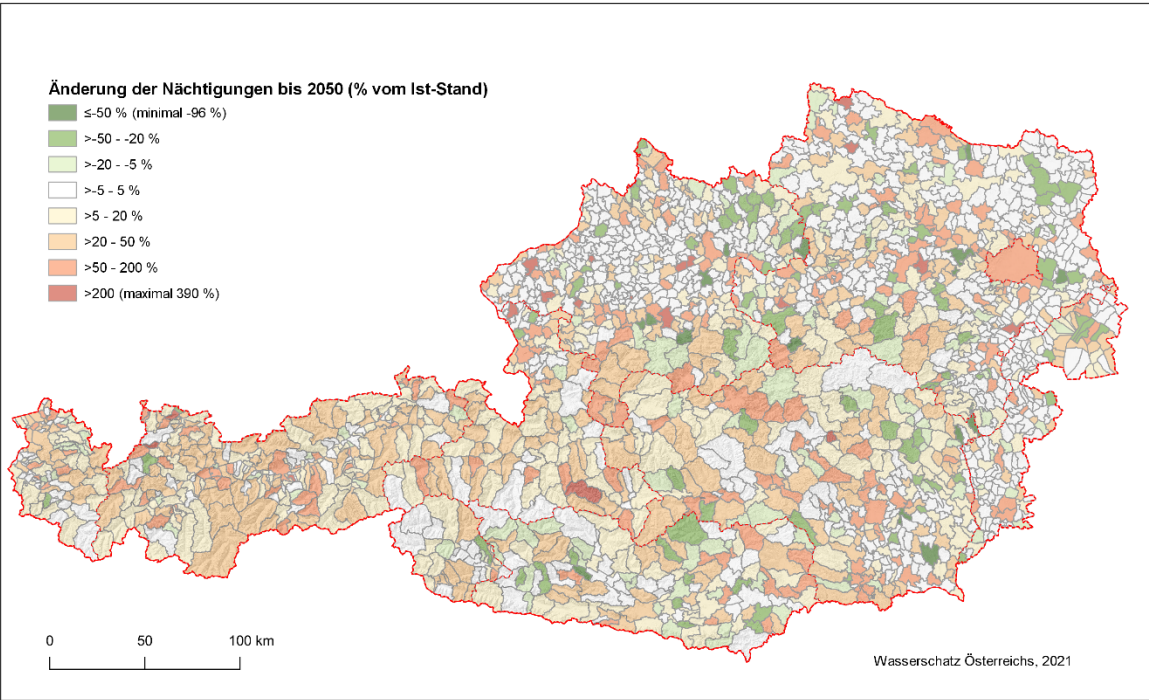 Änderung der Nächtigungen bis 2050 (% vom Ist-Stand)
≤-50 % (minimal -96 %)
>-50 - -20 %
>-20 - -5 %
>-5 - 5 %
>5 - 20 %
>20 - 50 %
>50 - 200 %
>200 (maximal 390 %)
0 50 100 km
Wasserschatz Österreichs, 2021